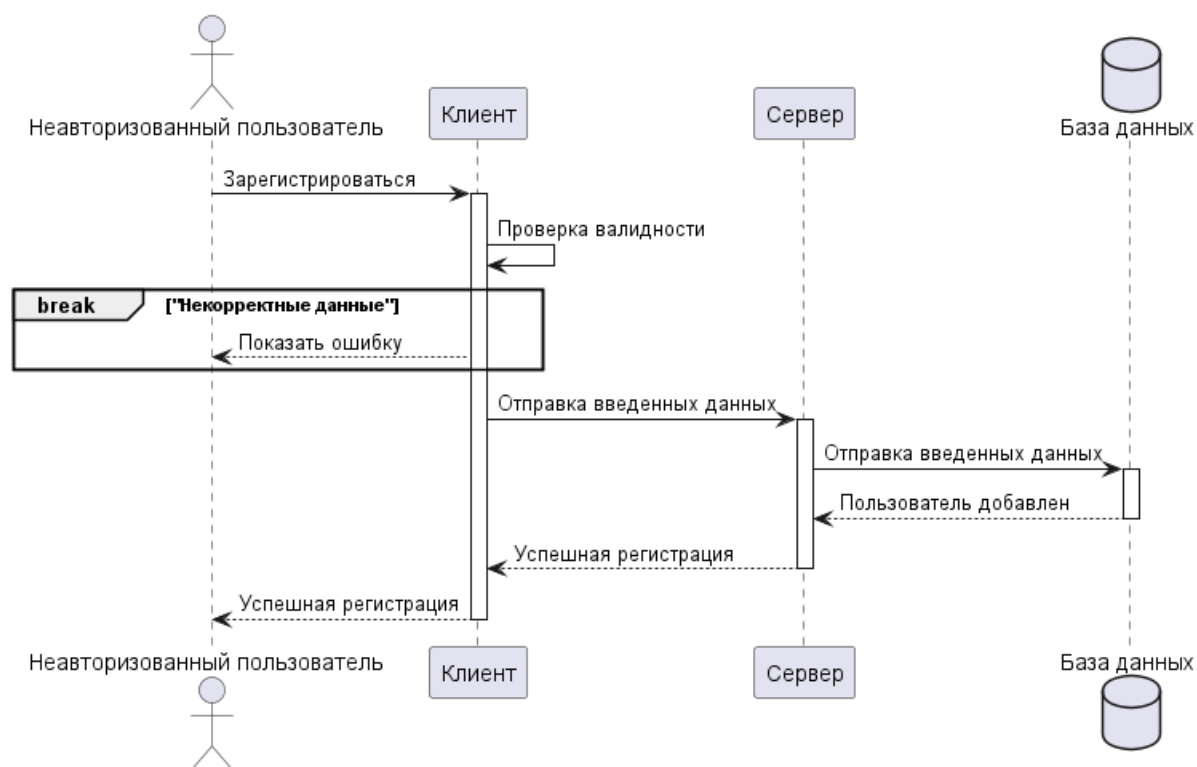 Неавторизованный пользователь
Клиент
Сервер
База данных
Зарегистрироваться
Проверка валидности
break
["Некорректные данные"]
Показать ошибку
Отправка введенных данных
Отправка введенных данных
Пользователь добавлен
Успешная регистрация
Успешная регистрация
Неавторизованный пользователь
Клиент
Сервер
База данных